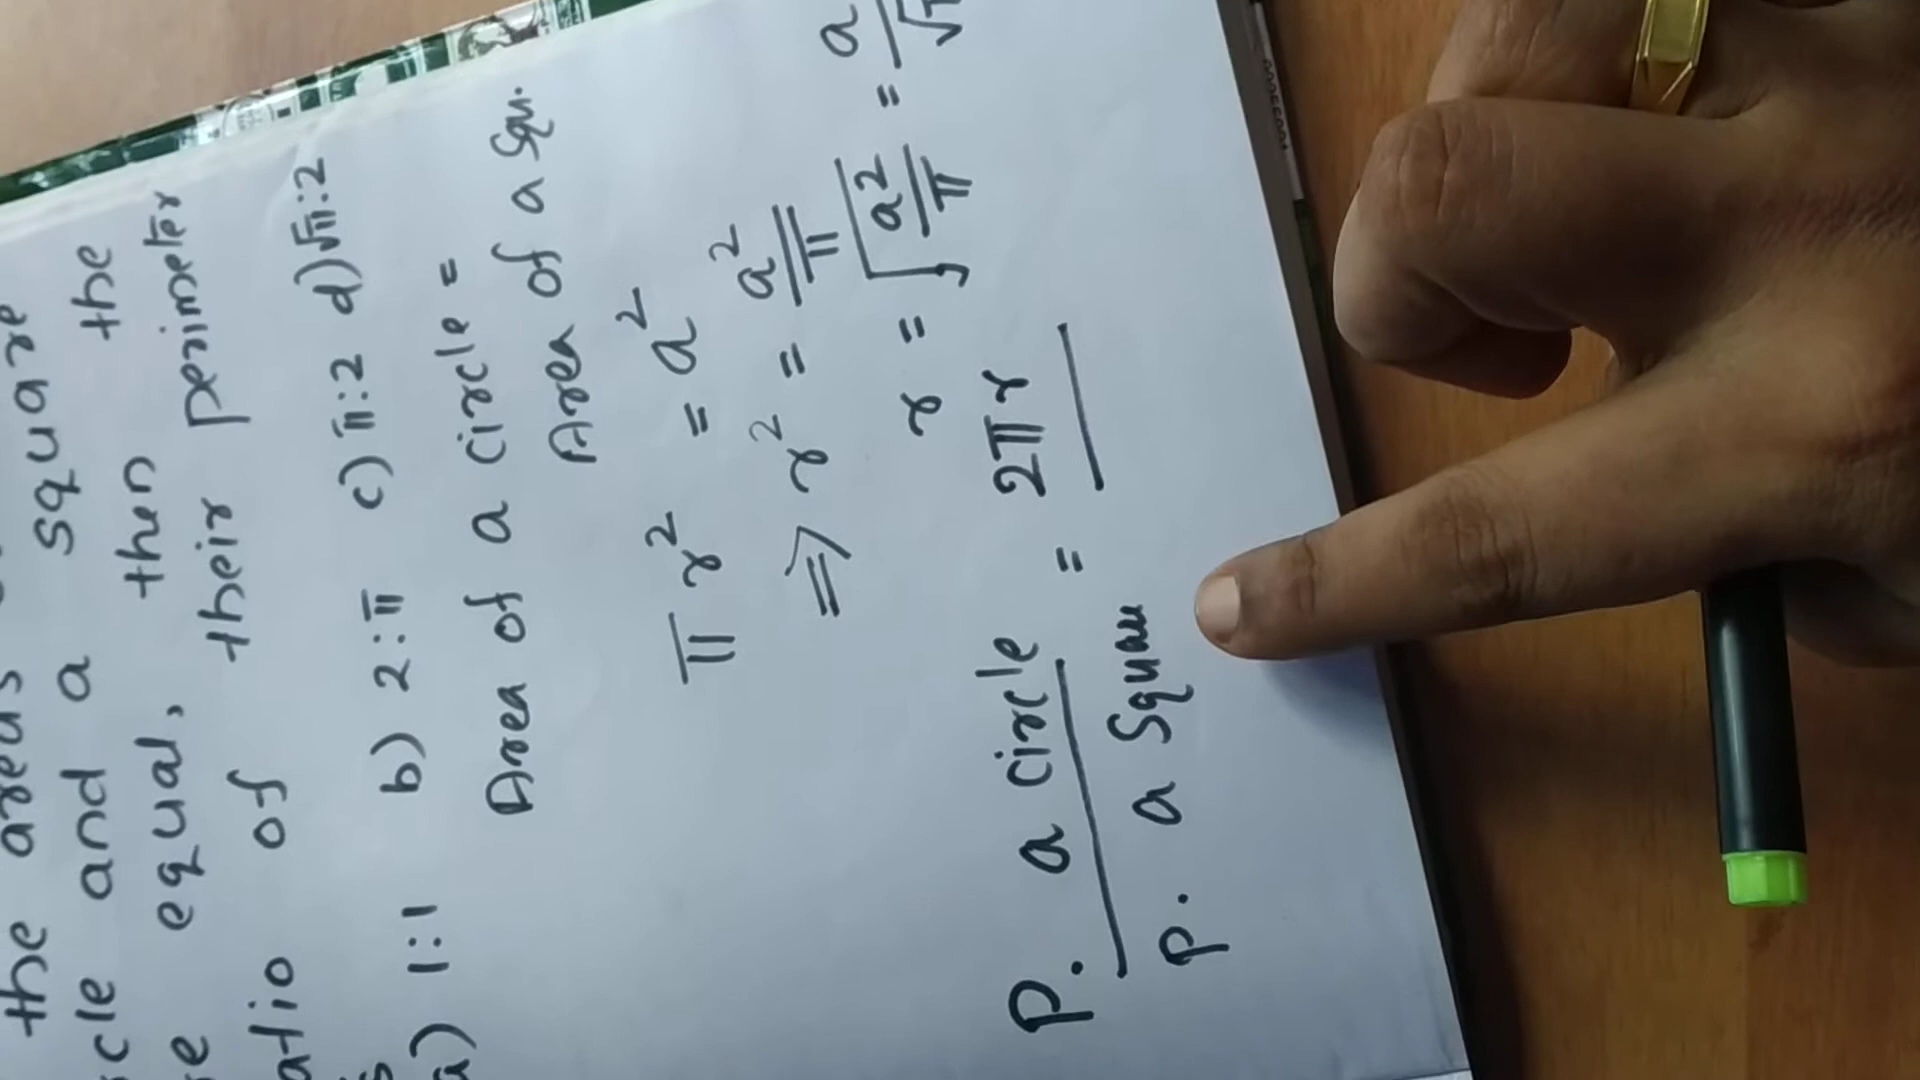 the areas
cle and a square
e equal, then the
atio of their perimeter
s
a) 1:1 b) 2:π c) π:2 d) √π:2
Area of a circle =
Area of a Squ.
πr² = a²
⇒ r² = a²/π
r = √(a²/π) = a/√π
P. a circle / P. a Square = 2πr /